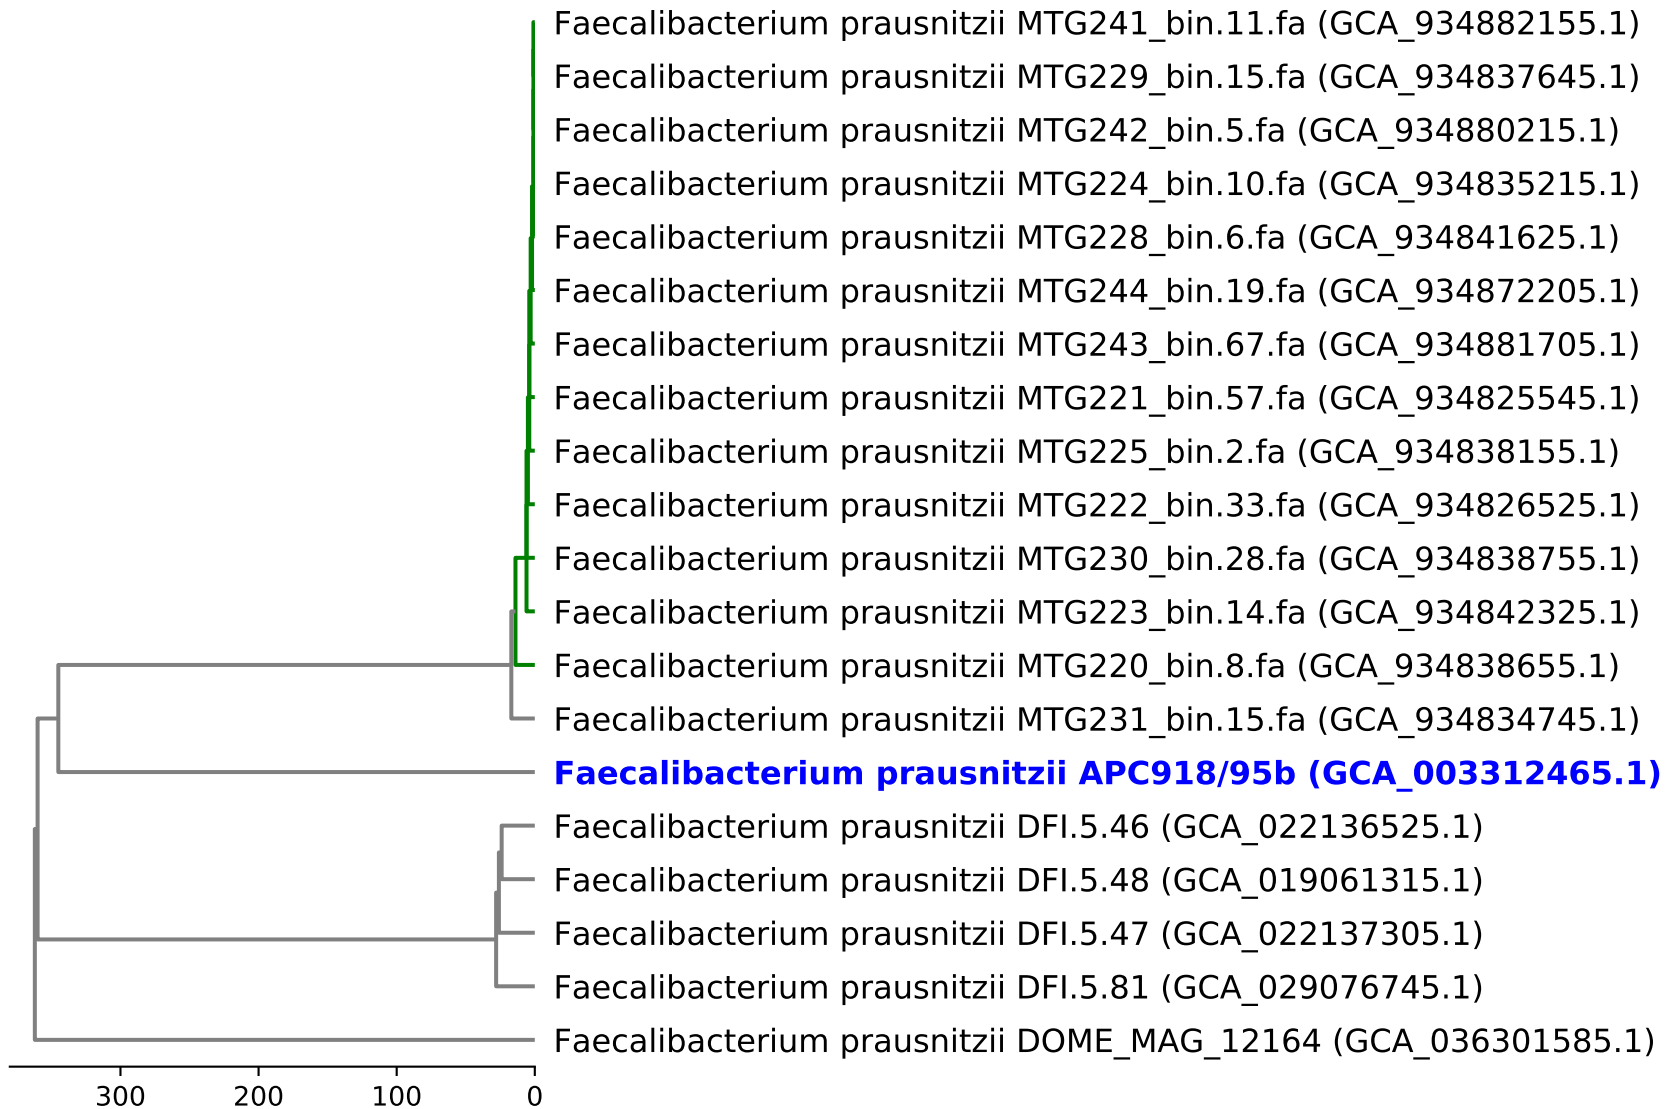 Faecalibacterium prausnitzii MTG241_bin.11.fa (GCA_934882155.1)
Faecalibacterium prausnitzii MTG229_bin.15.fa (GCA_934837645.1)
Faecalibacterium prausnitzii MTG242_bin.5.fa (GCA_934880215.1)
Faecalibacterium prausnitzii MTG224_bin.10.fa (GCA_934835215.1)
Faecalibacterium prausnitzii MTG228_bin.6.fa (GCA_934841625.1)
Faecalibacterium prausnitzii MTG244_bin.19.fa (GCA_934872205.1)
Faecalibacterium prausnitzii MTG243_bin.67.fa (GCA_934881705.1)
Faecalibacterium prausnitzii MTG221_bin.57.fa (GCA_934825545.1)
Faecalibacterium prausnitzii MTG225_bin.2.fa (GCA_934838155.1)
Faecalibacterium prausnitzii MTG222_bin.33.fa (GCA_934826525.1)
Faecalibacterium prausnitzii MTG230_bin.28.fa (GCA_934838755.1)
Faecalibacterium prausnitzii MTG223_bin.14.fa (GCA_934842325.1)
Faecalibacterium prausnitzii MTG220_bin.8.fa (GCA_934838655.1)
Faecalibacterium prausnitzii MTG231_bin.15.fa (GCA_934834745.1)
Faecalibacterium prausnitzii APC918/95b (GCA_003312465.1)
Faecalibacterium prausnitzii DFI.5.46 (GCA_022136525.1)
Faecalibacterium prausnitzii DFI.5.48 (GCA_019061315.1)
Faecalibacterium prausnitzii DFI.5.47 (GCA_022137305.1)
Faecalibacterium prausnitzii DFI.5.81 (GCA_029076745.1)
Faecalibacterium prausnitzii DOME_MAG_12164 (GCA_036301585.1)
300 200 100 0